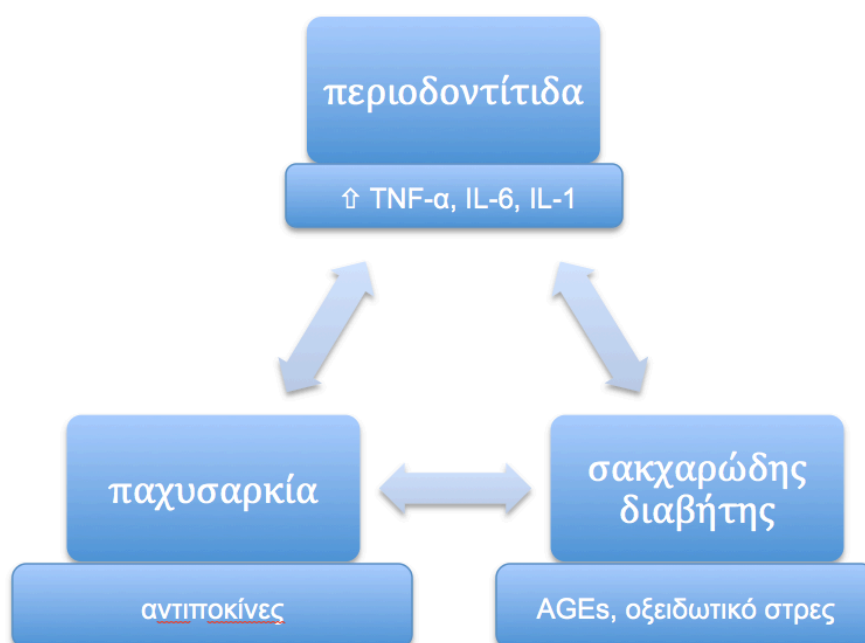 περιοδοντίτιδα
⇧ TNF-α, IL-6, IL-1
παχυσαρκία
αντιποκίνες
σακχαρώδης
διαβήτης
AGEs, οξειδωτικό στρες